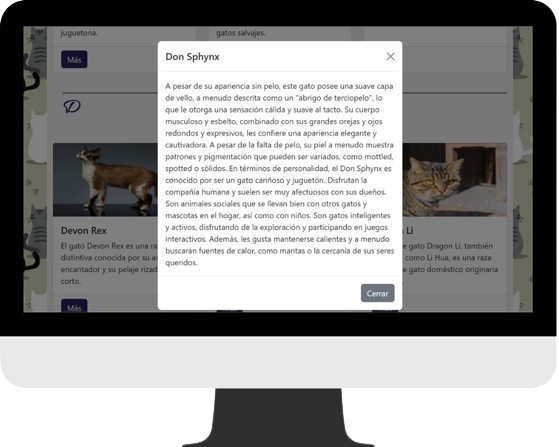 juguetona.
gatos salvajes.
Más
Don Sphynx
A pesar de su apariencia sin pelo, este gato posee una suave capa
de vello, a menudo descrita como un "abrigo de terciopelo", lo
que le otorga una sensación cálida y suave al tacto. Su cuerpo
musculoso y esbelto, combinado con sus grandes orejas y ojos
redondos y expresivos, les confiere una apariencia elegante y
cautivadora. A pesar de la falta de pelo, su piel a menudo muestra
patrones y pigmentación que pueden ser variados, como mottled,
spotted o sólidos. En términos de personalidad, el Don Sphynx es
conocido por ser un gato cariñoso y juguetón. Disfrutan la
compañía humana y suelen ser muy afectuosos con sus dueños.
Son animales sociales que se llevan bien con otros gatos y
mascotas en el hogar, así como con niños. Son gatos inteligentes
y activos, disfrutando de la exploración y participando en juegos
interactivos. Además, les gusta mantenerse calientes y a menudo
buscarán fuentes de calor, como mantas o la cercanía de sus seres
queridos.
Cerrar
D
Devon Rex
El gato Devon Rex es una ra
distintiva conocida por su as
encantador y su pelaje rizad
corto.
Más
Li
gato Dragon Li, también
como Li Hua, es una raza
gato doméstico originaria